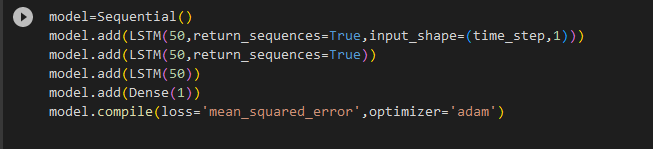 model=Sequential()
model.add(LSTM(50,return_sequences=True,input_shape=(time_step,1)))
model.add(LSTM(50,return_sequences=True))
model.add(LSTM(50))
model.add(Dense(1))
model.compile(loss='mean_squared_error',optimizer='adam')